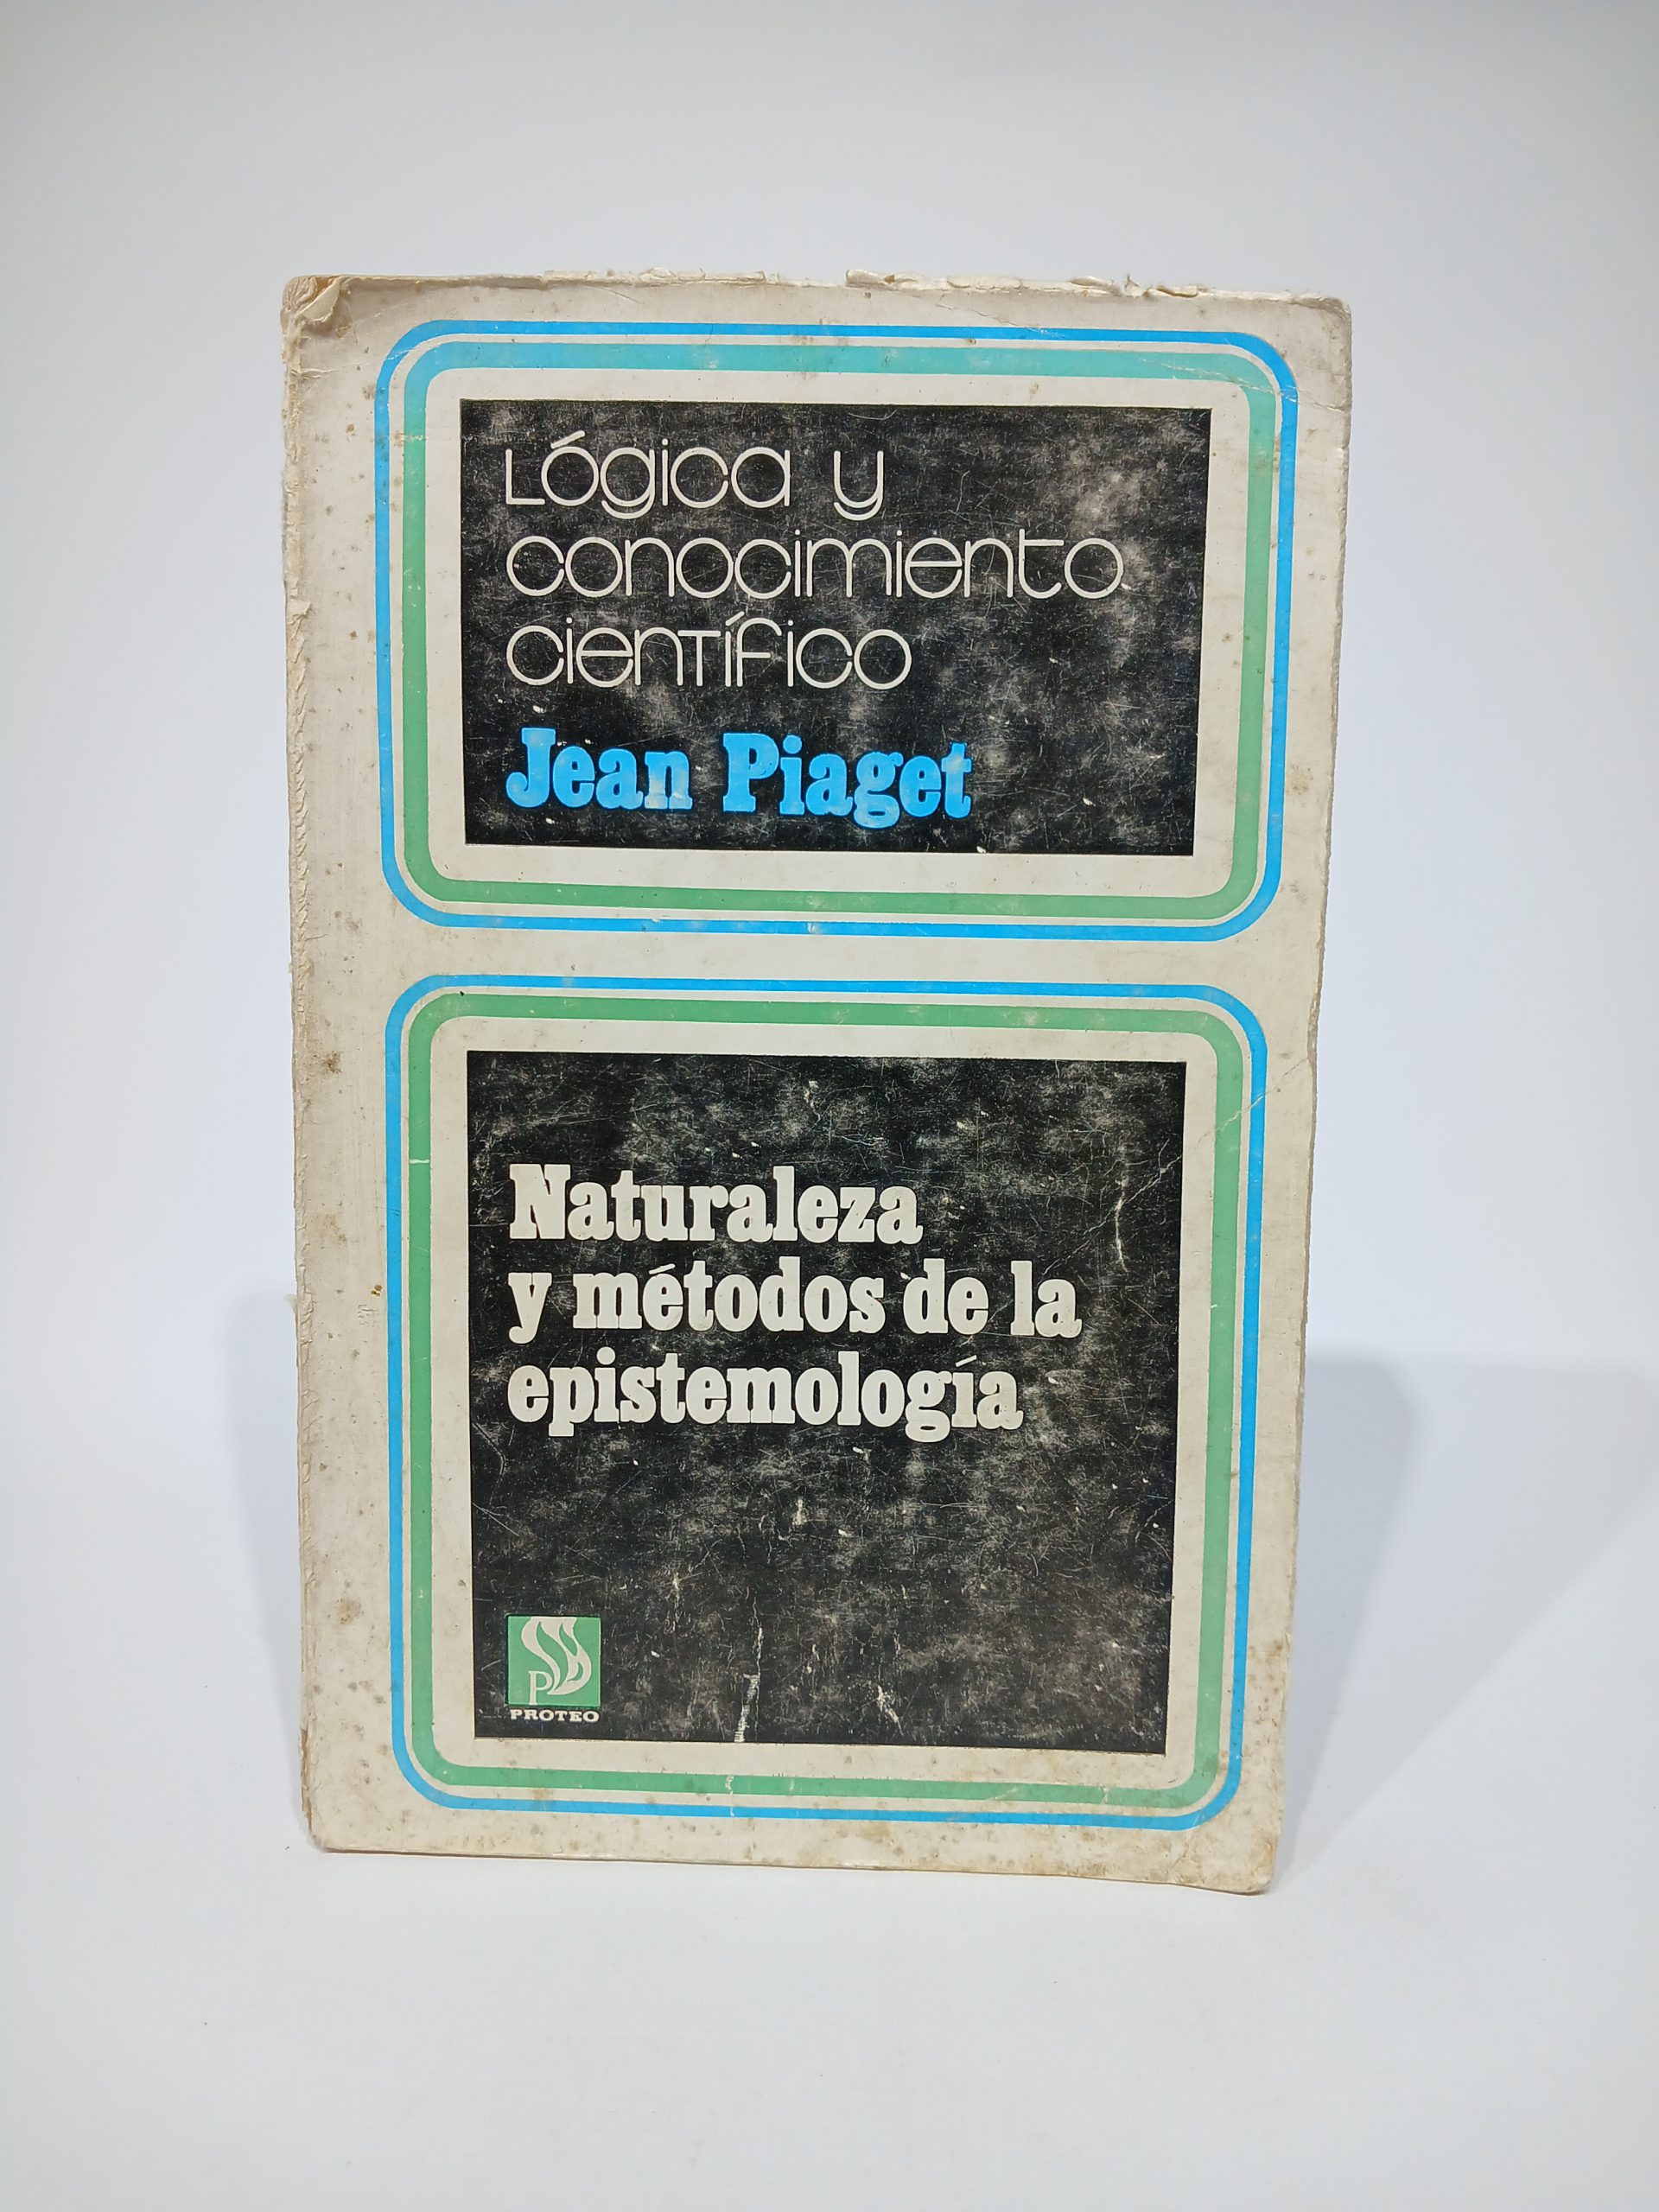 Lógica y
conocimiento
científico
Jean Piaget
Naturaleza
y métodos de la
epistemología
P
PROTEO